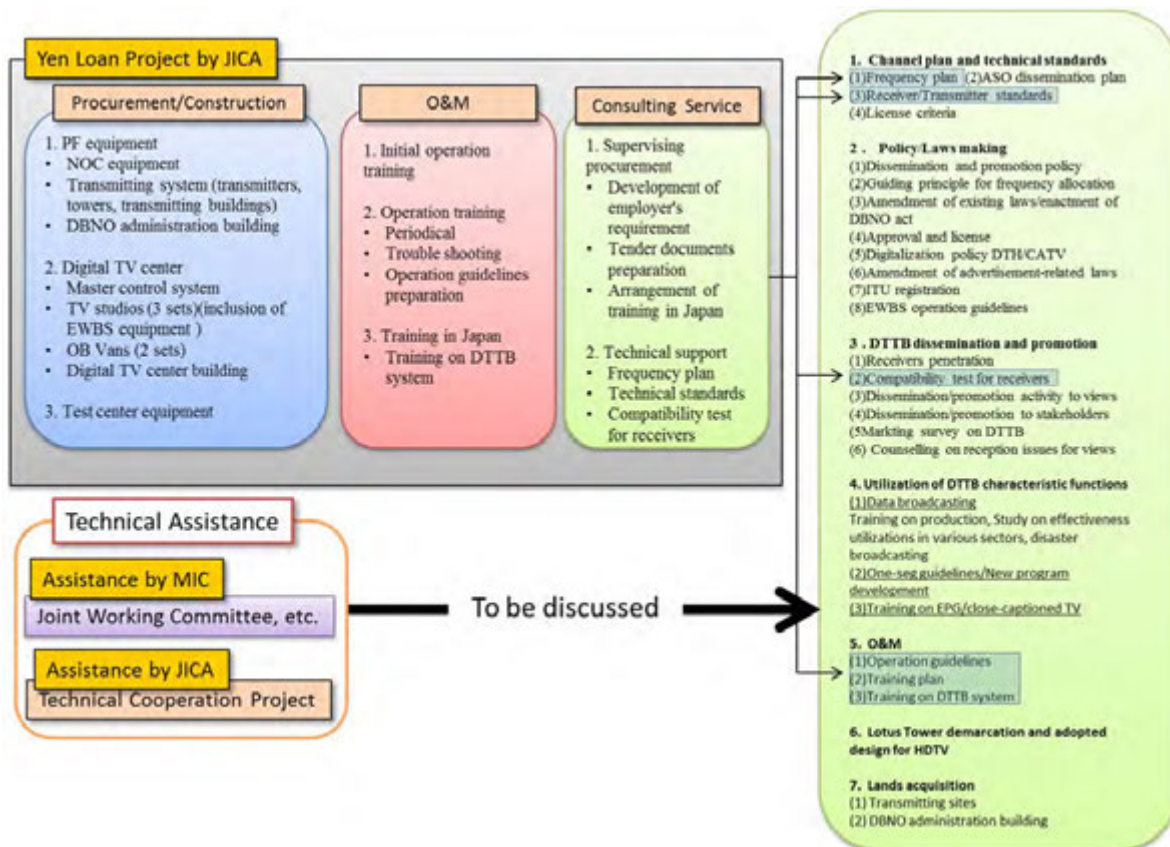 Yen Loan Project by JICA
Procurement/Construction
1. PF equipment
• NOC equipment
• Transmitting system (transmitters,
towers, transmitting buildings)
• DBNO administration building
2. Digital TV center
• Master control system
• TV studios (3 sets)(inclusion of
EWBS equipment )
• OB Vans (2 sets)
• Digital TV center building
3. Test center equipment
O&M
1. Initial operation
training
2. Operation training
• Periodical
• Trouble shooting
• Operation guidelines
preparation
3. Training in Japan
• Training on DTTB
system
Consulting Service
1. Supervising
procurement
• Development of
employer's
requirement
• Tender documents
preparation
• Arrangement of
training in Japan
2. Technical support
• Frequency plan
• Technical standards
• Compatibility test
for receivers
Technical Assistance
Assistance by MIC
Joint Working Committee, etc.
Assistance by JICA
Technical Cooperation Project
To be discussed
1. Channel plan and technical standards
(1)Frequency plan (2)ASO dissemination plan
(3)Receiver/Transmitter standards
(4)License criteria
2 . Policy/Laws making
(1)Dissemination and promotion policy
(2)Guiding principle for frequency allocation
(3)Amendment of existing laws/enactment of
DBNO act
(4)Approval and license
(5)Digitalization policy DTH/CATV
(6)Amendment of advertisement-related laws
(7)ITU registration
(8)EWBS operation guidelines
3 . DTTB dissemination and promotion
(1)Receivers penetration
(2)Compatibility test for receivers
(3)Dissemination/promotion activity to views
(4)Dissemination/promotion to stakeholders
(5Markting survey on DTTB
(6) Counselling on reception issues for views
4. Utilization of DTTB characteristic functions
(1)Data broadcasting
Training on production, Study on effectiveness
utilizations in various sectors, disaster
broadcasting
(2)One-seg guidelines/New program
development
(3)Training on EPG/close-captioned TV
5. O&M
(1)Operation guidelines
(2)Training plan
(3)Training on DTTB system
6. Lotus Tower demarcation and adopted
design for HDTV
7. Lands acquisition
(1) Transmitting sites
(2) DBNO administration building